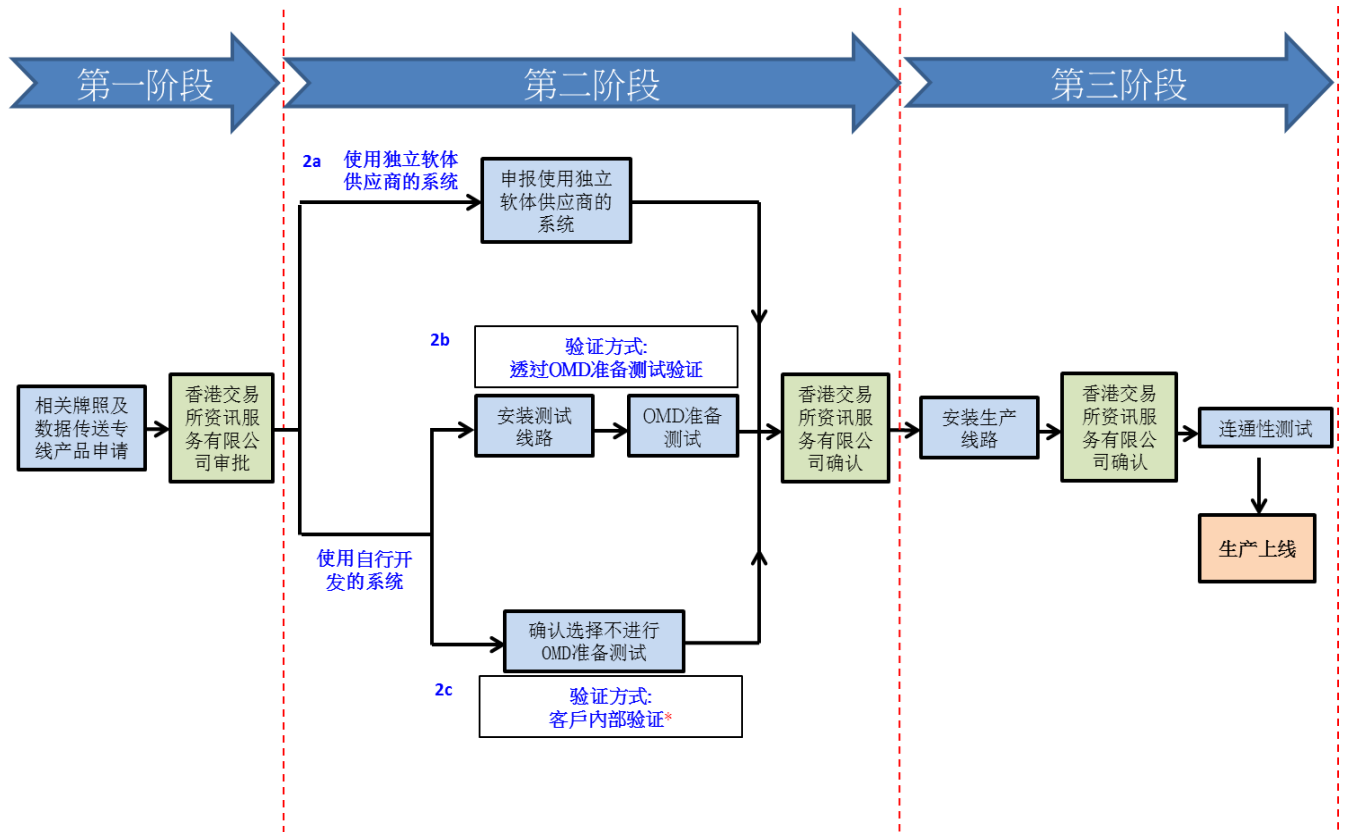 第一阶段
第二阶段
第三阶段
2a
使用独立软体
供应商的系统
申报使用独立
软体供应商的
系统
2b
验证方式:
透过OMD准备测试验证
相关牌照及
数据传送专
线产品申请
香港交易
所资讯服
务有限公
司审批
安装测试
线路
OMD准备
测试
香港交易
所资讯服
务有限公
司确认
安装生产
线路
香港交易
所资讯服
务有限公
司确认
连通性测试
生产上线
使用自行开
发的系统
确认选择不进行
OMD准备测试
2c
验证方式:
客戶内部验证*